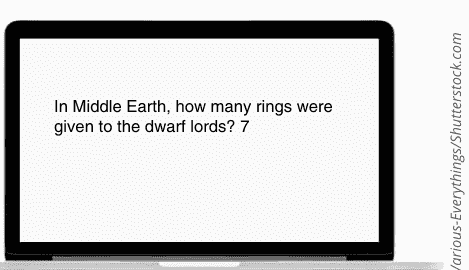 In Middle Earth, how many rings were
given to the dwarf lords? 7
/arious-Everythings/Shutterstock.com